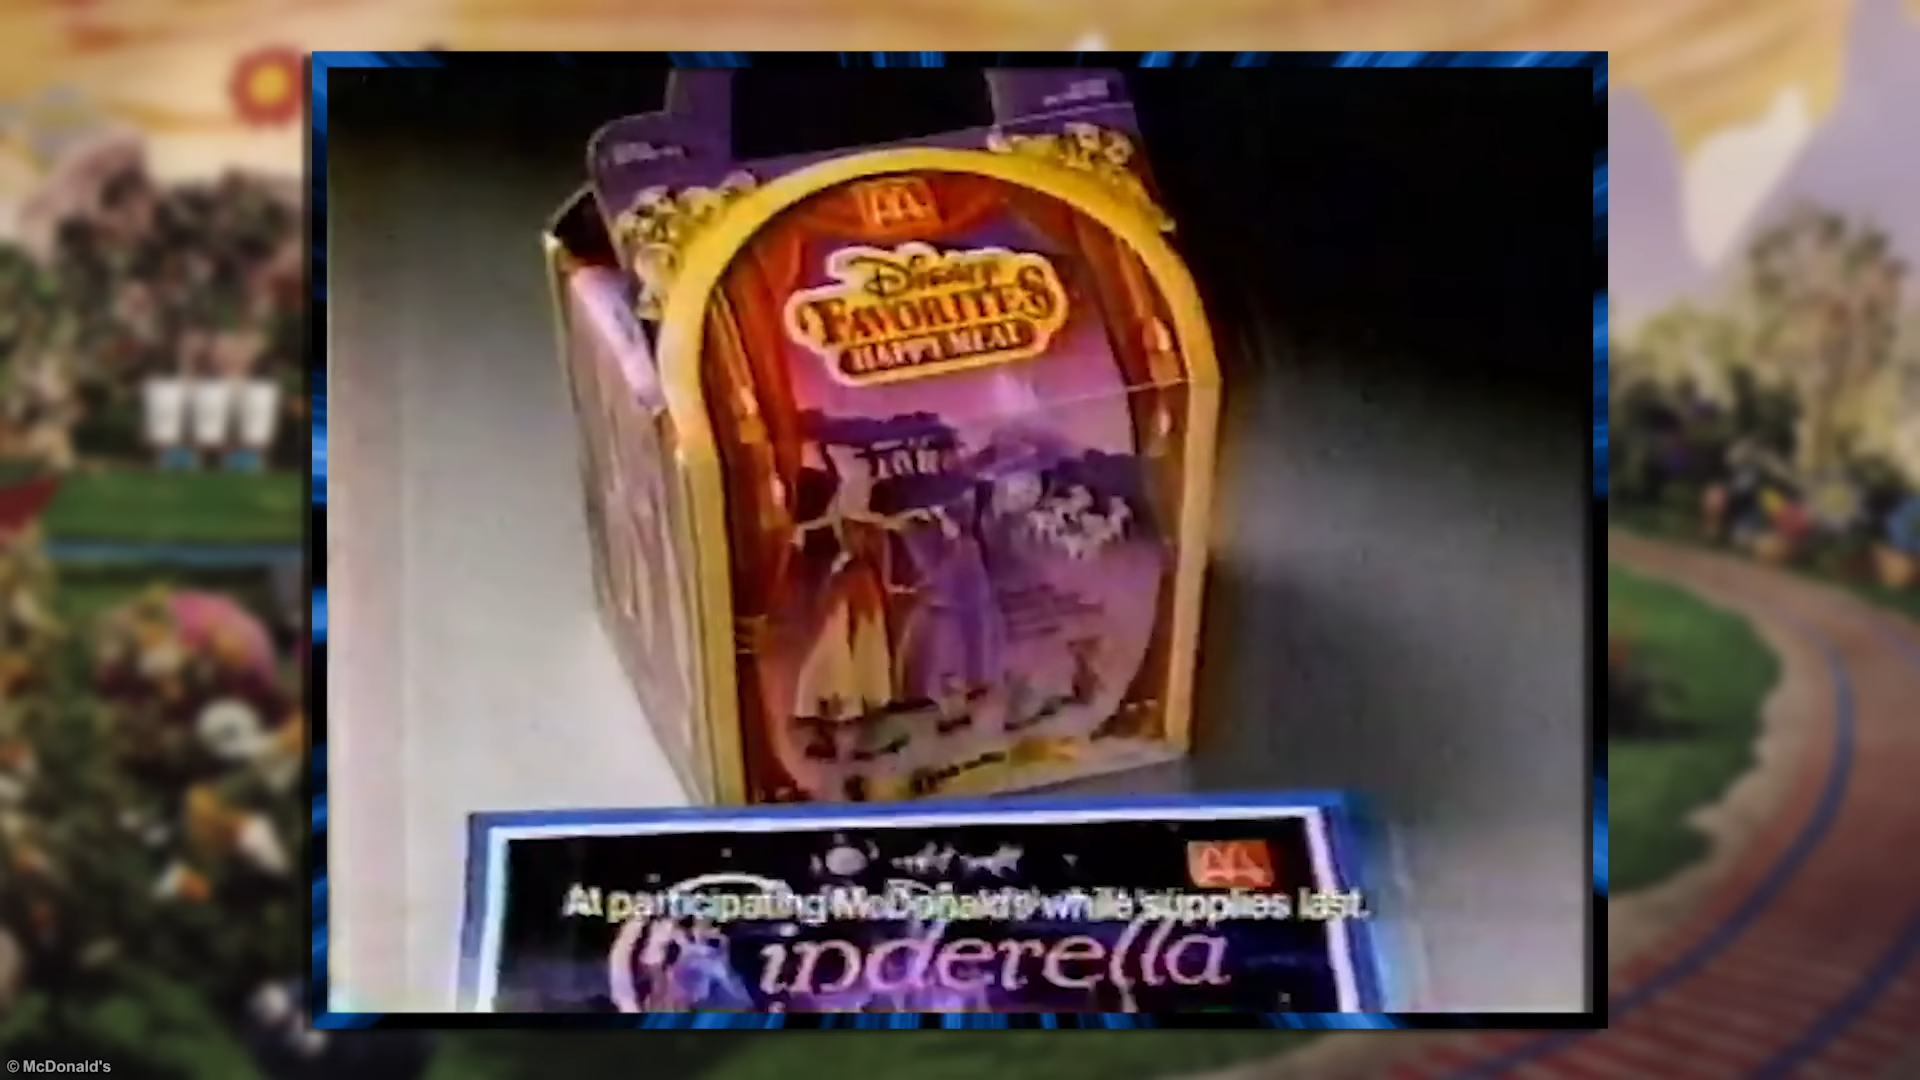 Disney
FAVORITES
HAPPY MEAL
At participating McDonald's while supplies last.
Cinderella
© McDonald's